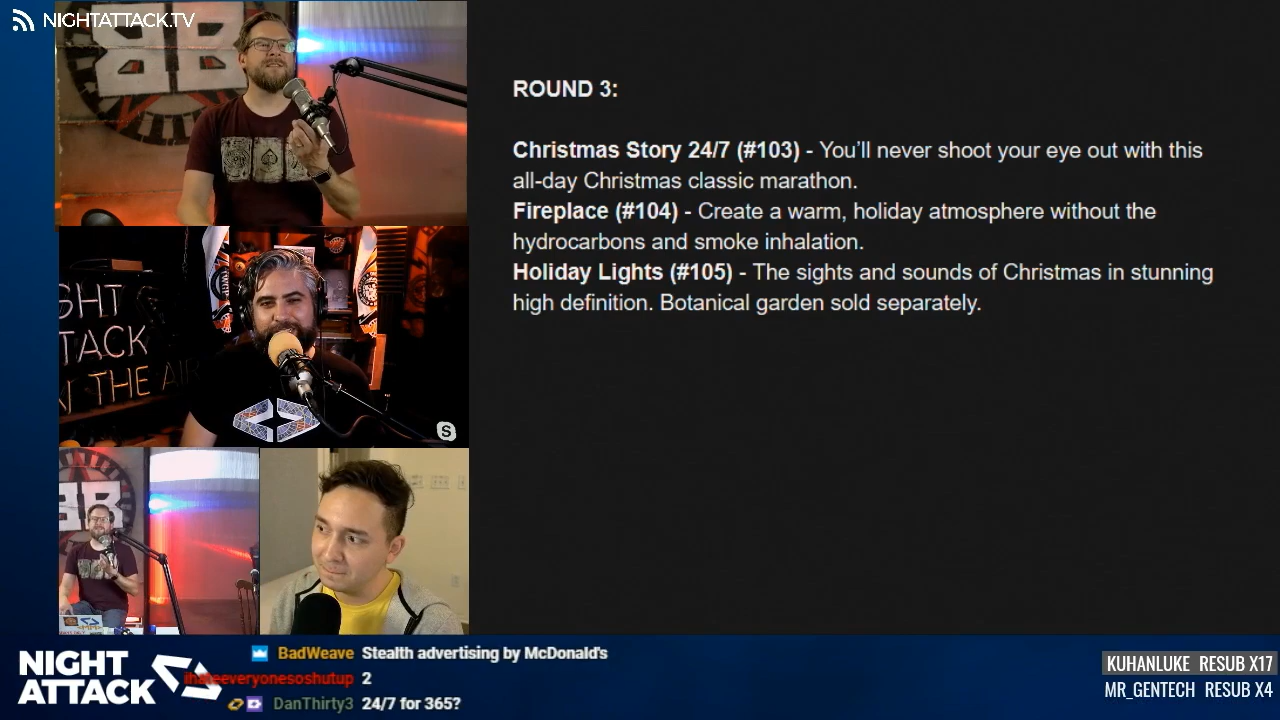 NIGHTATTACK.TV
ROUND 3:
Christmas Story 24/7 (#103) - You’ll never shoot your eye out with this
all-day Christmas classic marathon.
Fireplace (#104) - Create a warm, holiday atmosphere without the
hydrocarbons and smoke inhalation.
Holiday Lights (#105) - The sights and sounds of Christmas in stunning
high definition. Botanical garden sold separately.
NIGHT
ATTACK
BadWeave Stealth advertising by McDonald's
ihateeveryonesoshutup 2
DanThirty3 24/7 for 365?
KUHANLUKE RESUB X17
MR_GENTECH RESUB X4